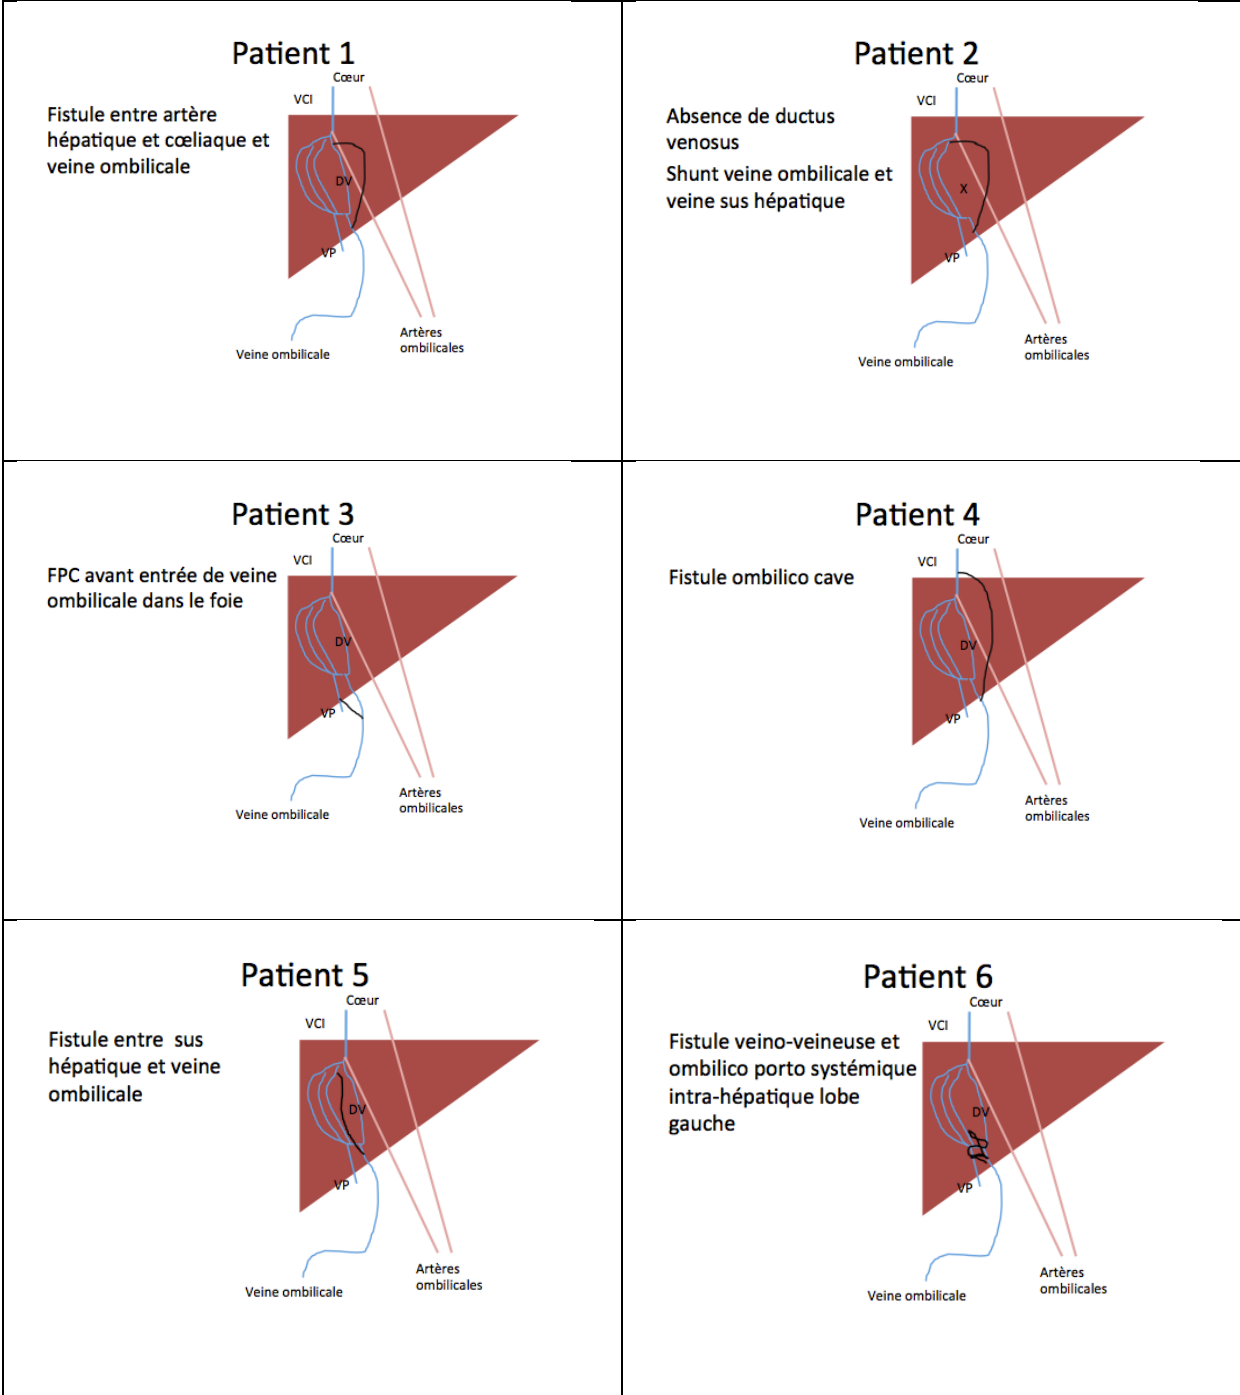 Patient 1
Cœur
VCI
Fistule entre artère
hépatique et cœliaque et
veine ombilicale
DV
VP
Artères
ombilicales
Veine ombilicale
Patient 2
Cœur
VCI
Absence de ductus
venosus
Shunt veine ombilicale et
veine sus hépatique
X
VP
Artères
ombilicales
Veine ombilicale
Patient 3
Cœur
VCI
FPC avant entrée de veine
ombilicale dans le foie
DV
VP
Artères
ombilicales
Veine ombilicale
Patient 4
Cœur
VCI
Fistule ombilico cave
DV
VP
Artères
ombilicales
Veine ombilicale
Patient 5
Cœur
VCI
Fistule entre sus
hépatique et veine
ombilicale
DV
VP
Artères
ombilicales
Veine ombilicale
Patient 6
Cœur
VCI
Fistule veino-veineuse et
ombilico porto systémique
intra-hépatique lobe
gauche
DV
VP
Artères
ombilicales
Veine ombilicale